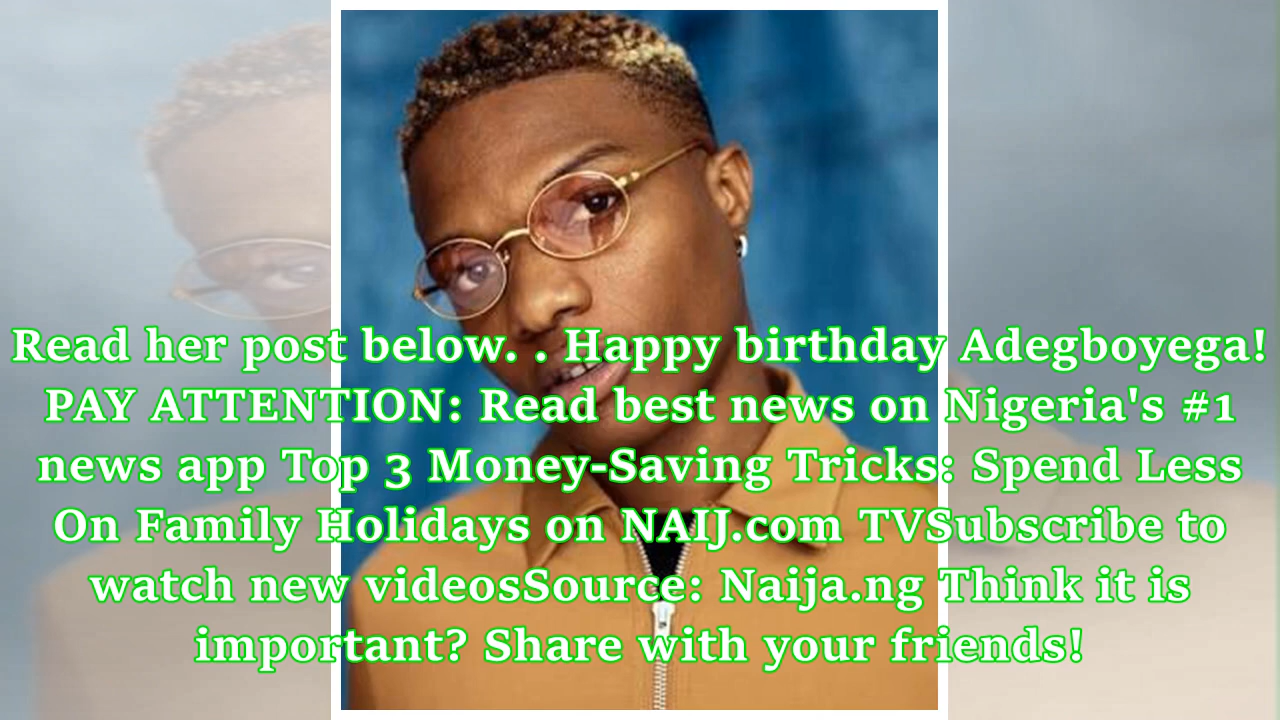 Read her post below. . Happy birthday Adegboyega!
PAY ATTENTION: Read best news on Nigeria's #1
news app Top 3 Money-Saving Tricks: Spend Less
On Family Holidays on NAIJ.com TVSubscribe to
watch new videosSource: Naija.ng Think it is
important? Share with your friends!